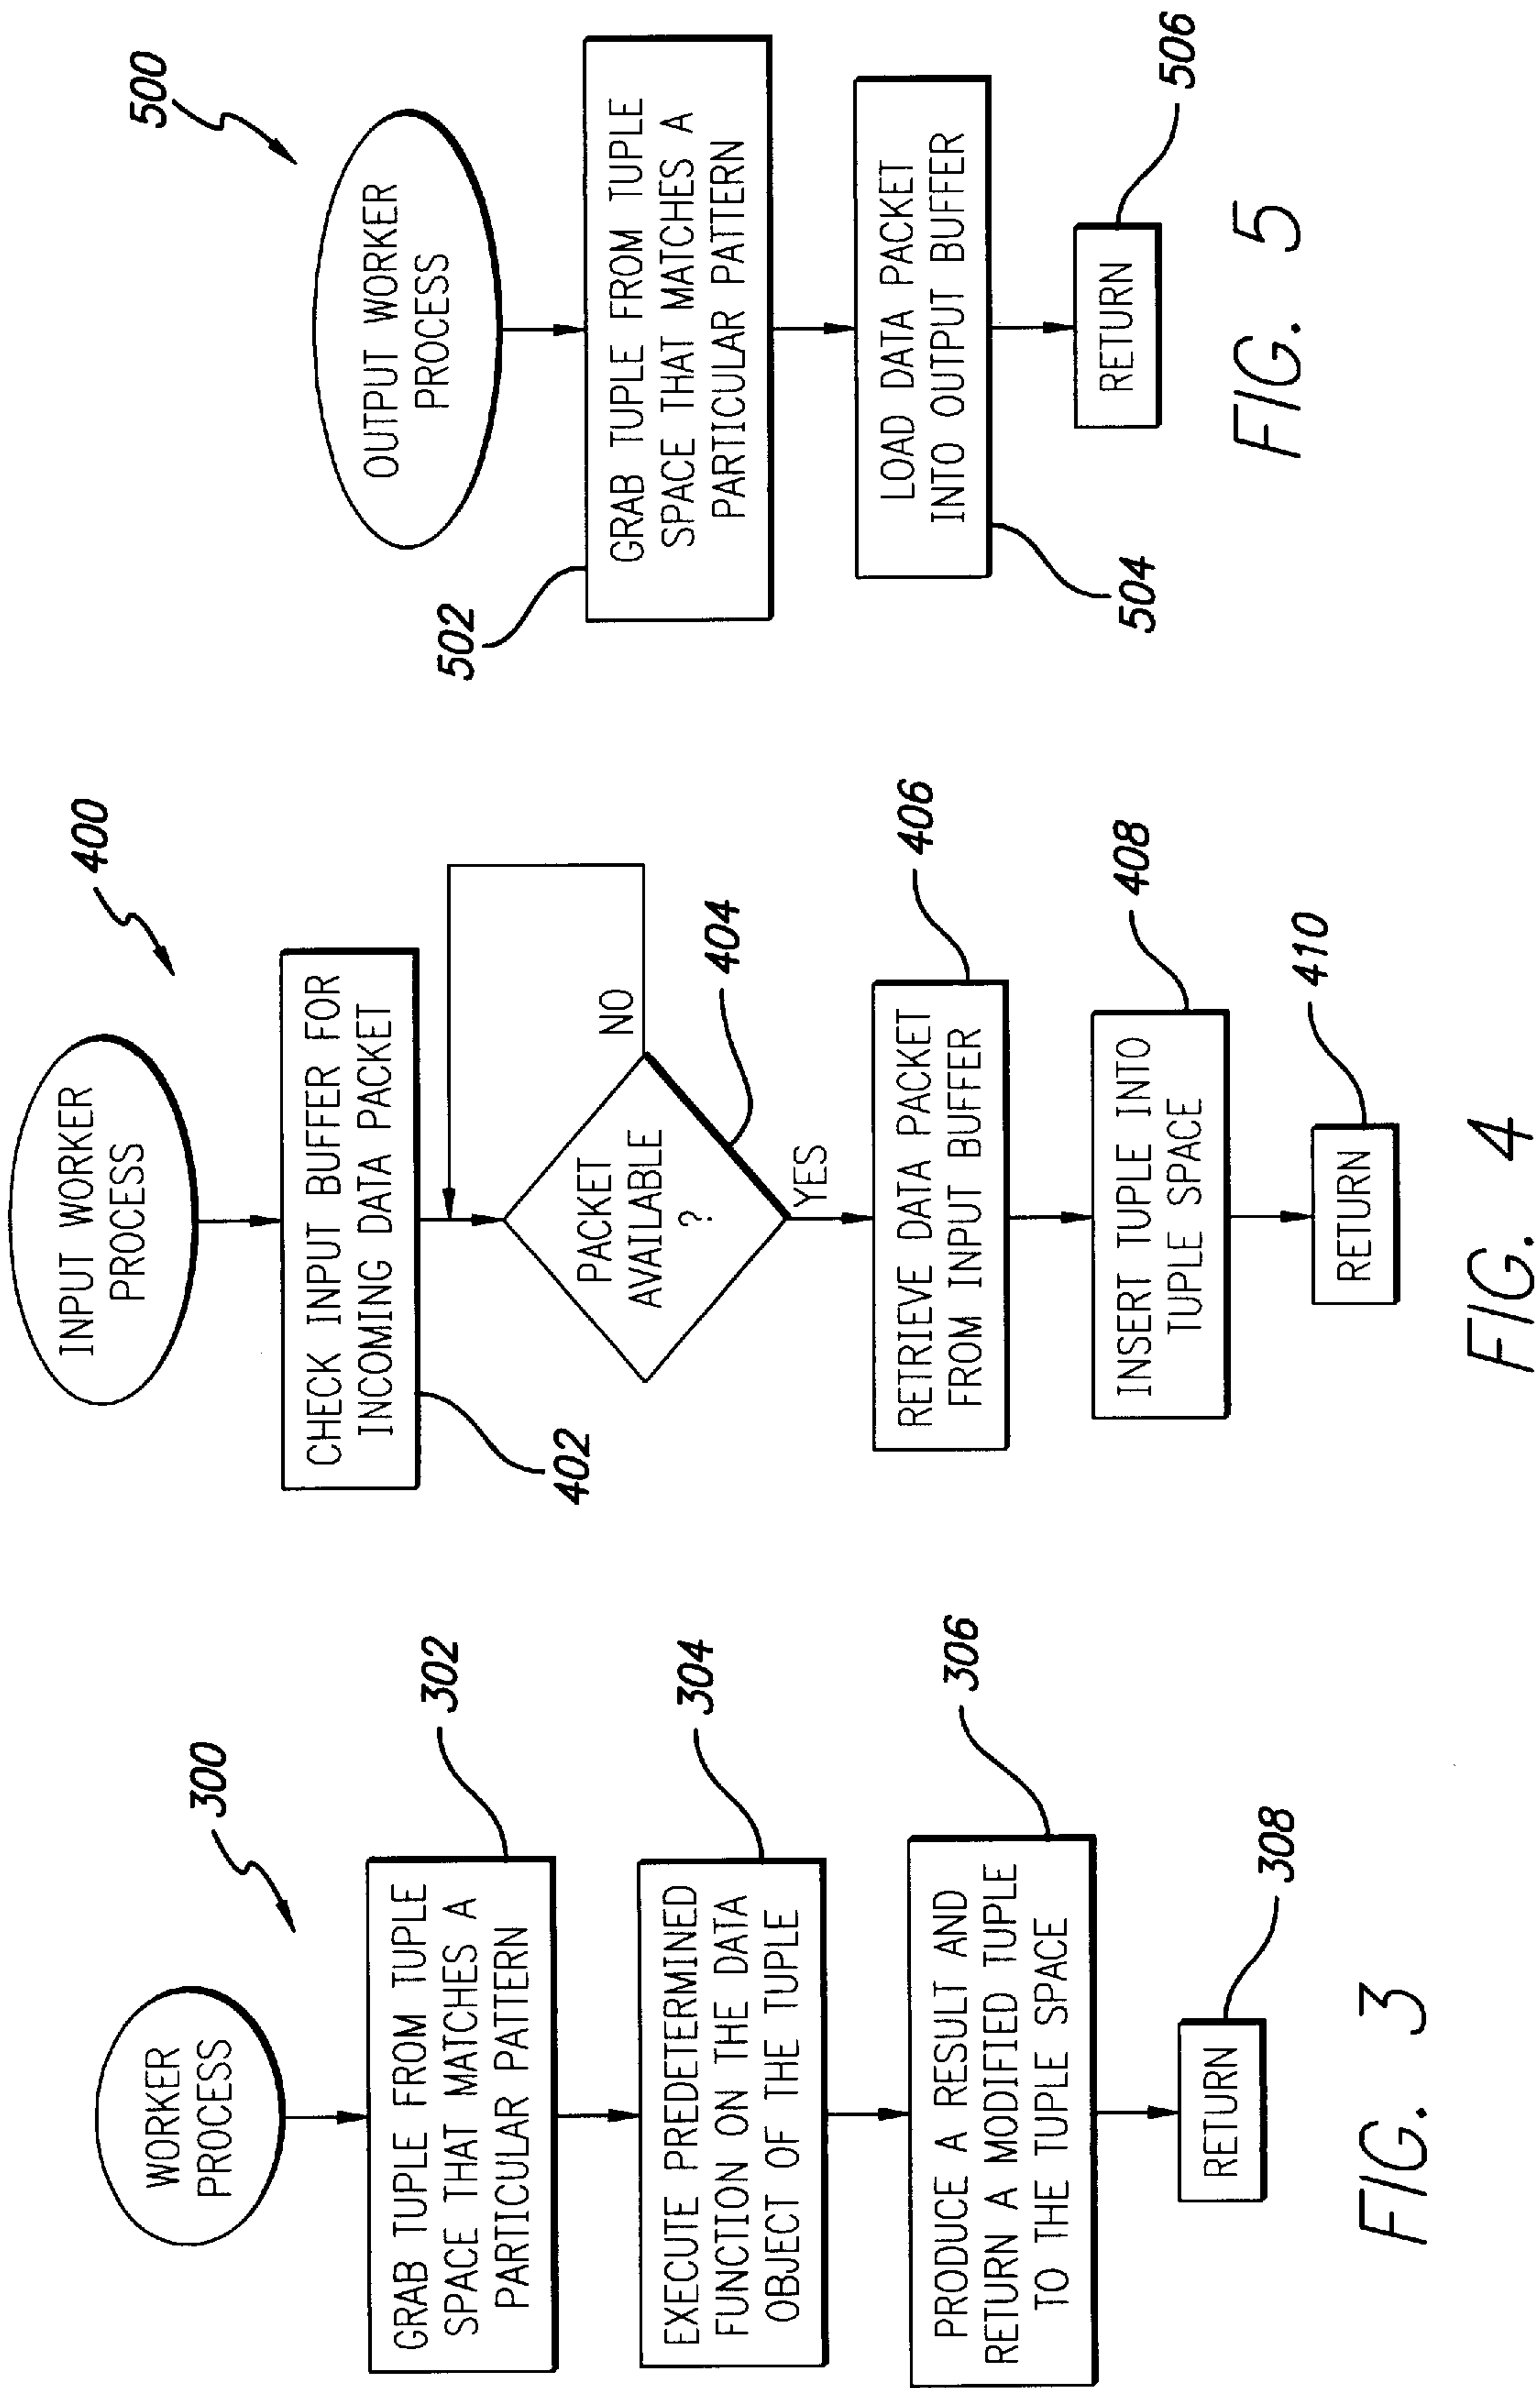 300
WORKER
PROCESS
302
GRAB TUPLE FROM TUPLE
SPACE THAT MATCHES A
PARTICULAR PATTERN
304
EXECUTE PREDETERMINED
FUNCTION ON THE DATA
OBJECT OF THE TUPLE
306
PRODUCE A RESULT AND
RETURN A MODIFIED TUPLE
TO THE TUPLE SPACE
308
RETURN
FIG. 3
400
INPUT WORKER
PROCESS
CHECK INPUT BUFFER FOR
INCOMING DATA PACKET
402
NO
PACKET
AVAILABLE
?
404
YES
406
RETRIEVE DATA PACKET
FROM INPUT BUFFER
408
INSERT TUPLE INTO
TUPLE SPACE
410
RETURN
FIG. 4
500
OUTPUT WORKER
PROCESS
502
GRAB TUPLE FROM TUPLE
SPACE THAT MATCHES A
PARTICULAR PATTERN
LOAD DATA PACKET
INTO OUTPUT BUFFER
504
506
RETURN
FIG. 5